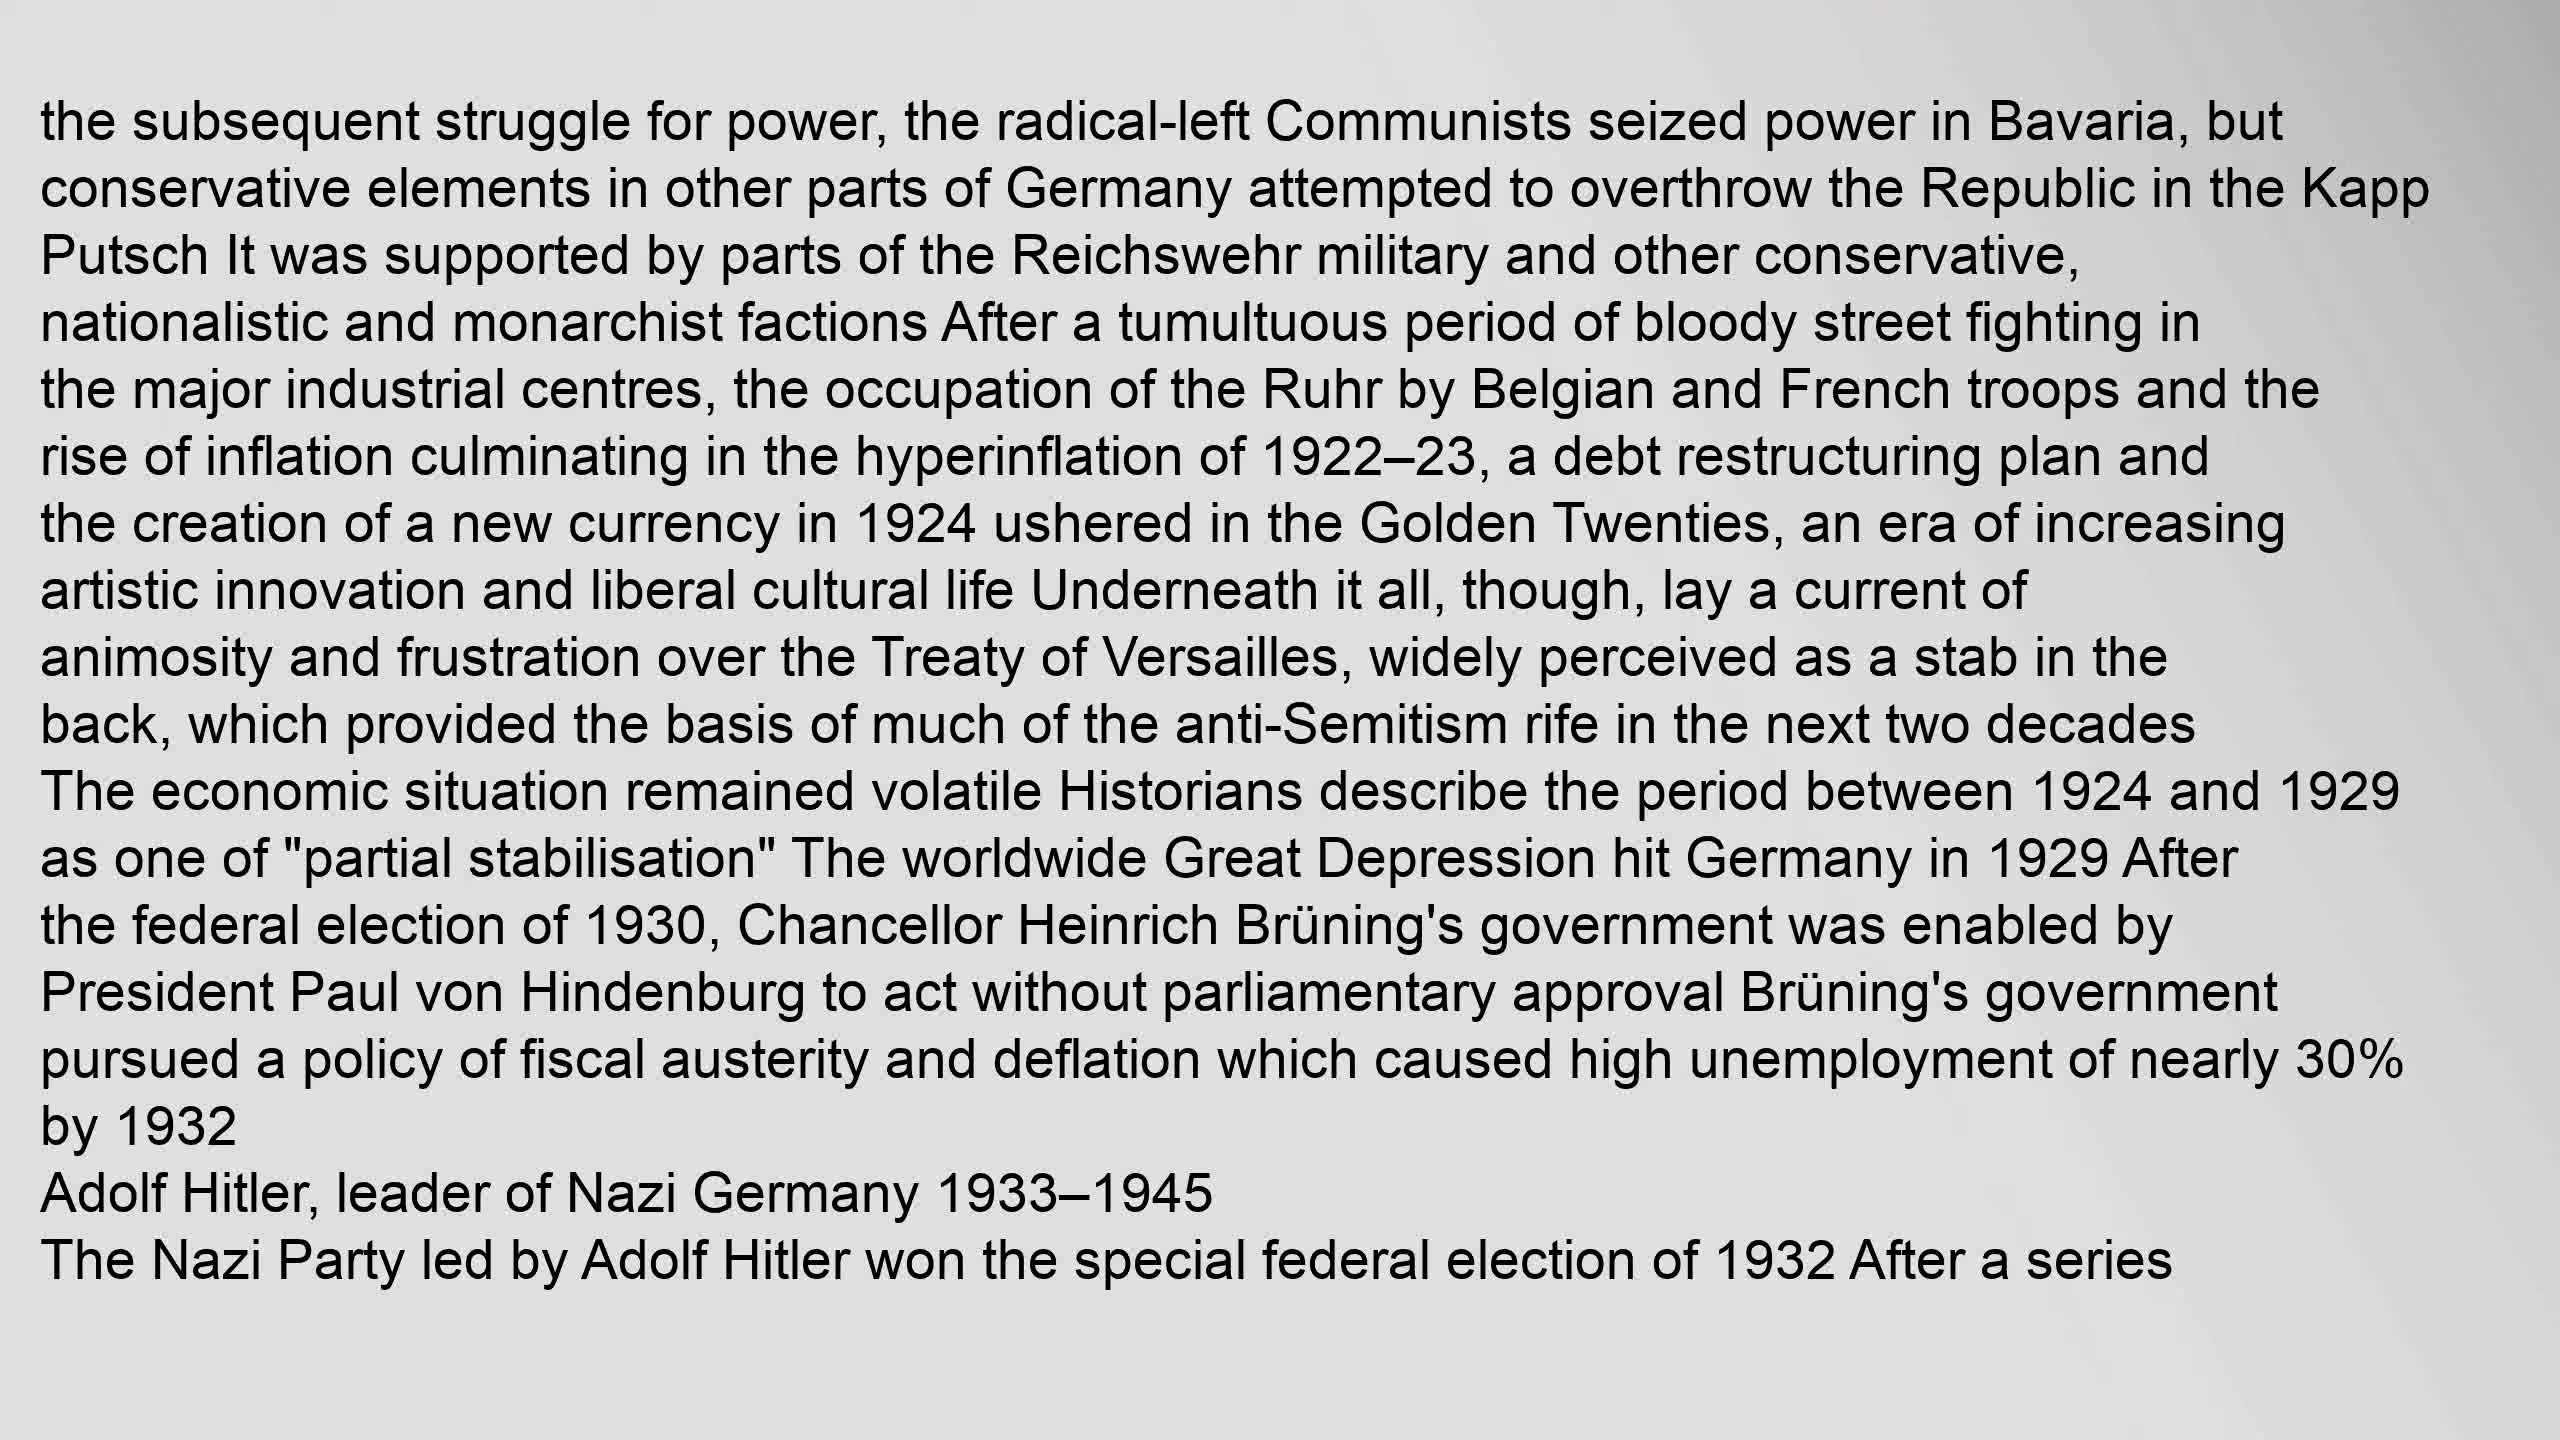 the subsequent struggle for power, the radical-left Communists seized power in Bavaria, but
conservative elements in other parts of Germany attempted to overthrow the Republic in the Kapp
Putsch It was supported by parts of the Reichswehr military and other conservative,
nationalistic and monarchist factions After a tumultuous period of bloody street fighting in
the major industrial centres, the occupation of the Ruhr by Belgian and French troops and the
rise of inflation culminating in the hyperinflation of 1922–23, a debt restructuring plan and
the creation of a new currency in 1924 ushered in the Golden Twenties, an era of increasing
artistic innovation and liberal cultural life Underneath it all, though, lay a current of
animosity and frustration over the Treaty of Versailles, widely perceived as a stab in the
back, which provided the basis of much of the anti-Semitism rife in the next two decades
The economic situation remained volatile Historians describe the period between 1924 and 1929
as one of "partial stabilisation" The worldwide Great Depression hit Germany in 1929 After
the federal election of 1930, Chancellor Heinrich Brüning's government was enabled by
President Paul von Hindenburg to act without parliamentary approval Brüning's government
pursued a policy of fiscal austerity and deflation which caused high unemployment of nearly 30%
by 1932
Adolf Hitler, leader of Nazi Germany 1933–1945
The Nazi Party led by Adolf Hitler won the special federal election of 1932 After a series